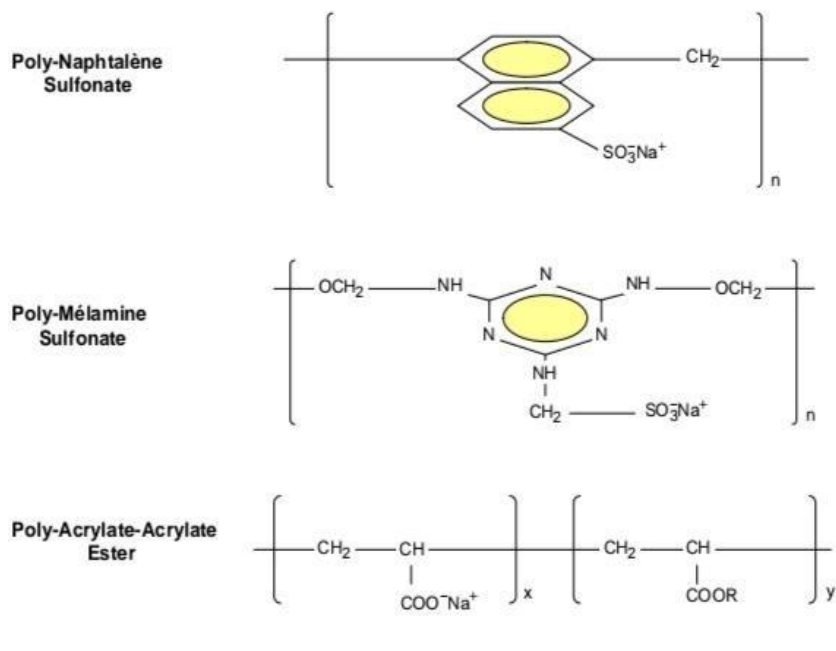 Poly-Naphtalène
Sulfonate
CH₂
SO₃⁻Na⁺
n
Poly-Mélamine
Sulfonate
OCH₂ NH N NH OCH₂
N N
NH
CH₂ SO₃⁻Na⁺
n
Poly-Acrylate-Acrylate
Ester
CH₂ CH CH₂ CH
COO⁻Na⁺ x COOR y